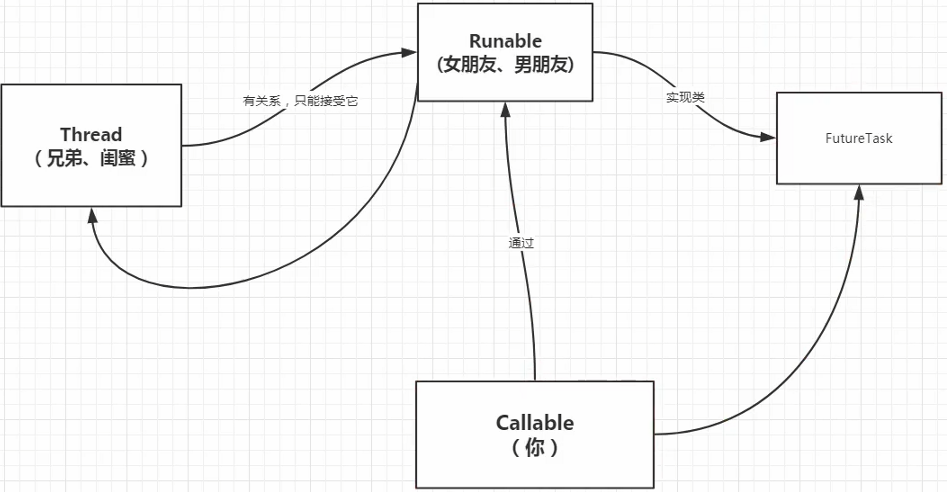 Runable
(女朋友、男朋友)
有关系，只能接受它
实现类
Thread
（兄弟、闺蜜）
FutureTask
通过
Callable
（你）